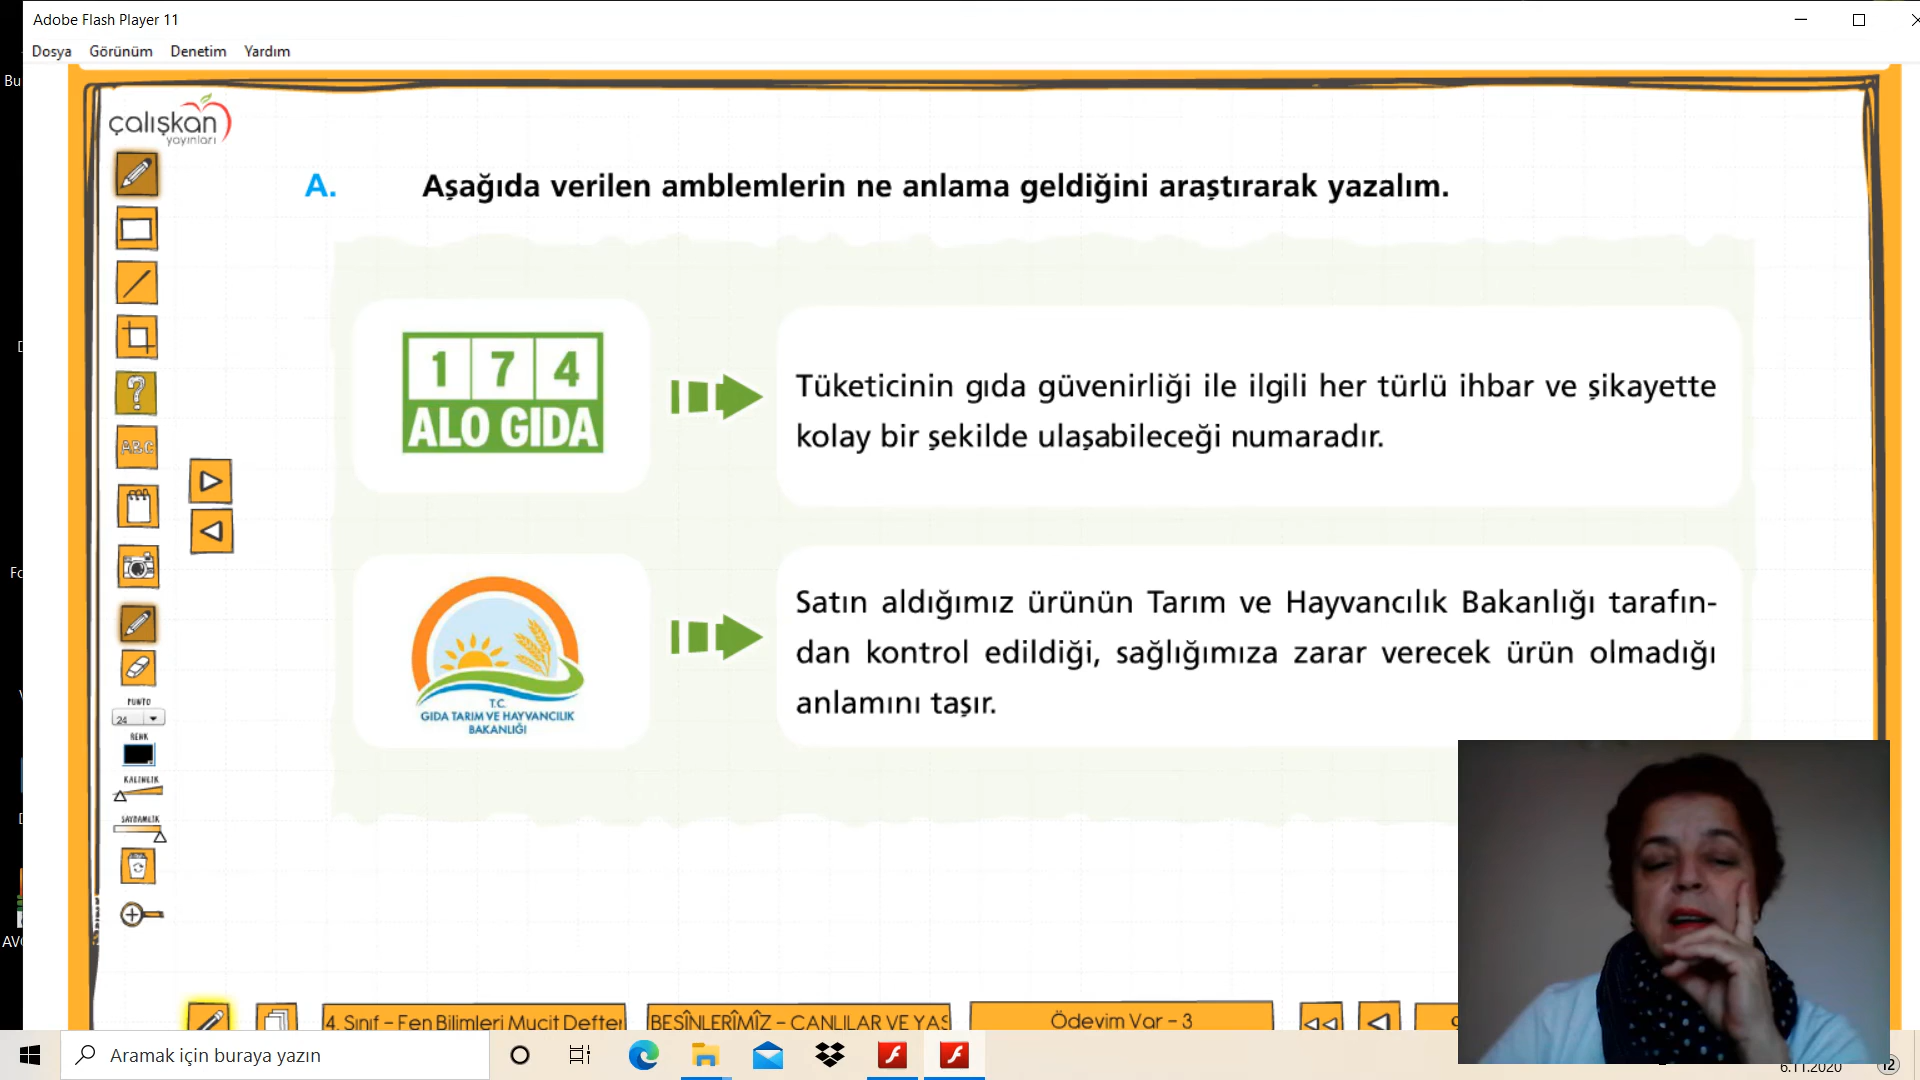 Adobe Flash Player 11
Dosya Görünüm Denetim Yardım
Bu
çalışkan
yayınları
A. Aşağıda verilen amblemlerin ne anlama geldiğini araştırarak yazalım.
1 7 4
ALO GIDA
Tüketicinin gıda güvenirliği ile ilgili her türlü ihbar ve şikayette
kolay bir şekilde ulaşabileceği numaradır.
T.C.
GIDA TARIM VE HAYVANCILIK
BAKANLIĞI
Satın aldığımız ürünün Tarım ve Hayvancılık Bakanlığı tarafın-
dan kontrol edildiği, sağlığımıza zarar verecek ürün olmadığı
anlamını taşır.
ABC
PUNTO
24
RENK
KALINLIK
SAYDAMLIK
4. Sınıf - Fen Bilimleri Mucit Defter
BESİNLERİMİZ - CANLILAR VE YAŞ
Ödevim Var - 3
Aramak için buraya yazın
6.11.2020
12